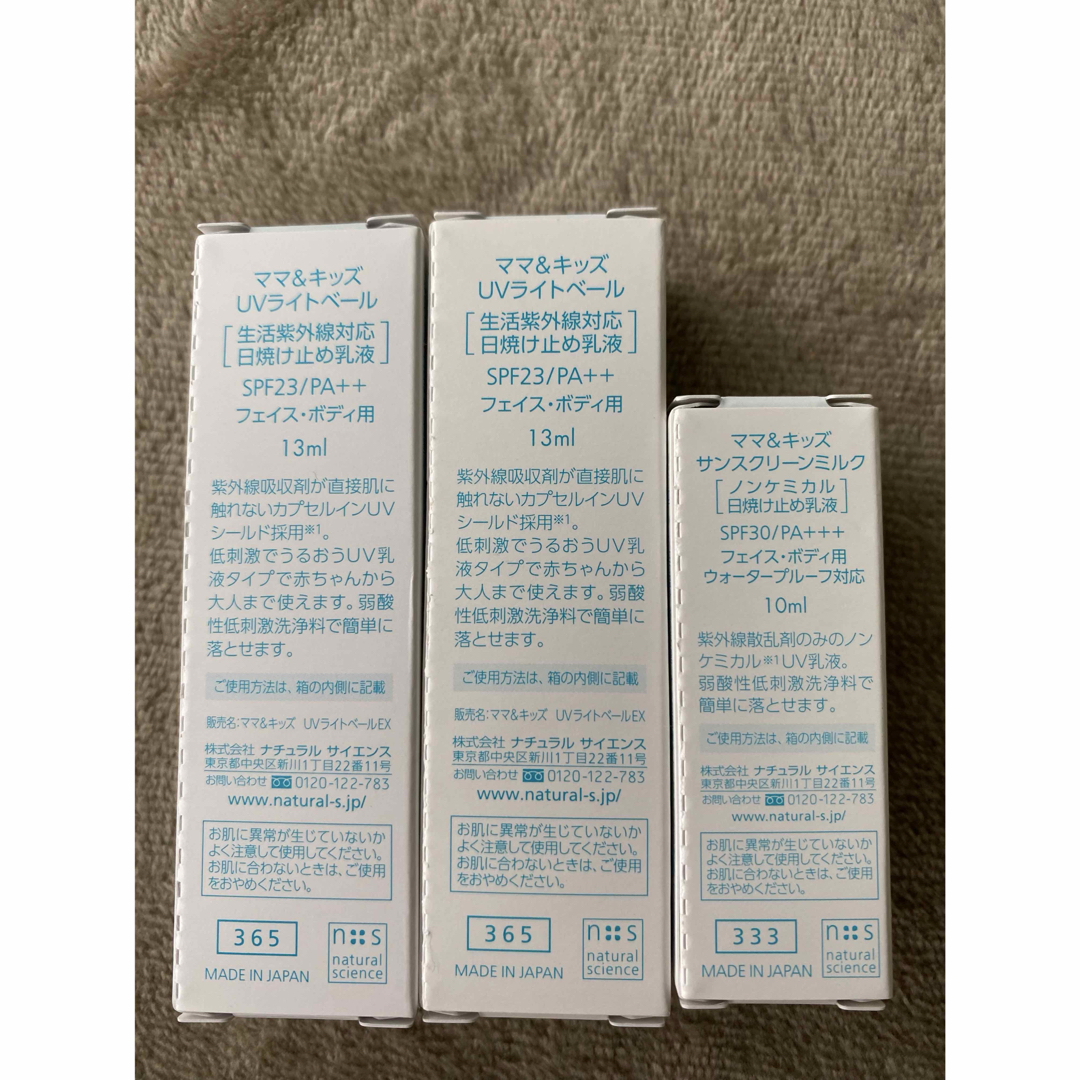 ママ&キッズ
UVライトベール
[生活紫外線対応
日焼け止め乳液]
SPF23/PA++
フェイス・ボディ用
13ml
紫外線吸収剤が直接肌に
触れないカプセルインUV
シールド採用※1。
低刺激でうるおうUV乳
液タイプで赤ちゃんから
大人まで使えます。弱酸
性低刺激洗浄料で簡単に
落とせます。
ご使用方法は、箱の内側に記載
販売名:ママ&キッズ UVライトベールEX
株式会社 ナチュラル サイエンス
東京都中央区新川1丁目22番11号
お問い合わせ 0120-122-783
www.natural-s.jp/
お肌に異常が生じていないか
よく注意して使用してください。
お肌に合わないときは、ご使用
をおやめください。
365
n::s
natural
science
MADE IN JAPAN
ママ&キッズ
UVライトベール
[生活紫外線対応
日焼け止め乳液]
SPF23/PA++
フェイス・ボディ用
13ml
紫外線吸収剤が直接肌に
触れないカプセルインUV
シールド採用※1。
低刺激でうるおうUV乳
液タイプで赤ちゃんから
大人まで使えます。弱酸
性低刺激洗浄料で簡単に
落とせます。
ご使用方法は、箱の内側に記載
販売名:ママ&キッズ UVライトベールEX
株式会社 ナチュラル サイエンス
東京都中央区新川1丁目22番11号
お問い合わせ 0120-122-783
www.natural-s.jp/
お肌に異常が生じていないか
よく注意して使用してください。
お肌に合わないときは、ご使用
をおやめください。
365
n::s
natural
science
MADE IN JAPAN
ママ&キッズ
サンスクリーンミルク
[ノンケミカル
日焼け止め乳液]
SPF30/PA+++
フェイス・ボディ用
ウォータープルーフ対応
10ml
紫外線散乱剤のみのノン
ケミカル※1UV乳液。
弱酸性低刺激洗浄料で
簡単に落とせます。
ご使用方法は、箱の内側に記載
株式会社 ナチュラル サイエンス
東京都中央区新川1丁目22番11号
お問い合わせ 0120-122-783
www.natural-s.jp/
お肌に異常が生じていないか
よく注意して使用してください。
お肌に合わないときは、ご使用
をおやめください。
333
n::s
natural
science
MADE IN JAPAN